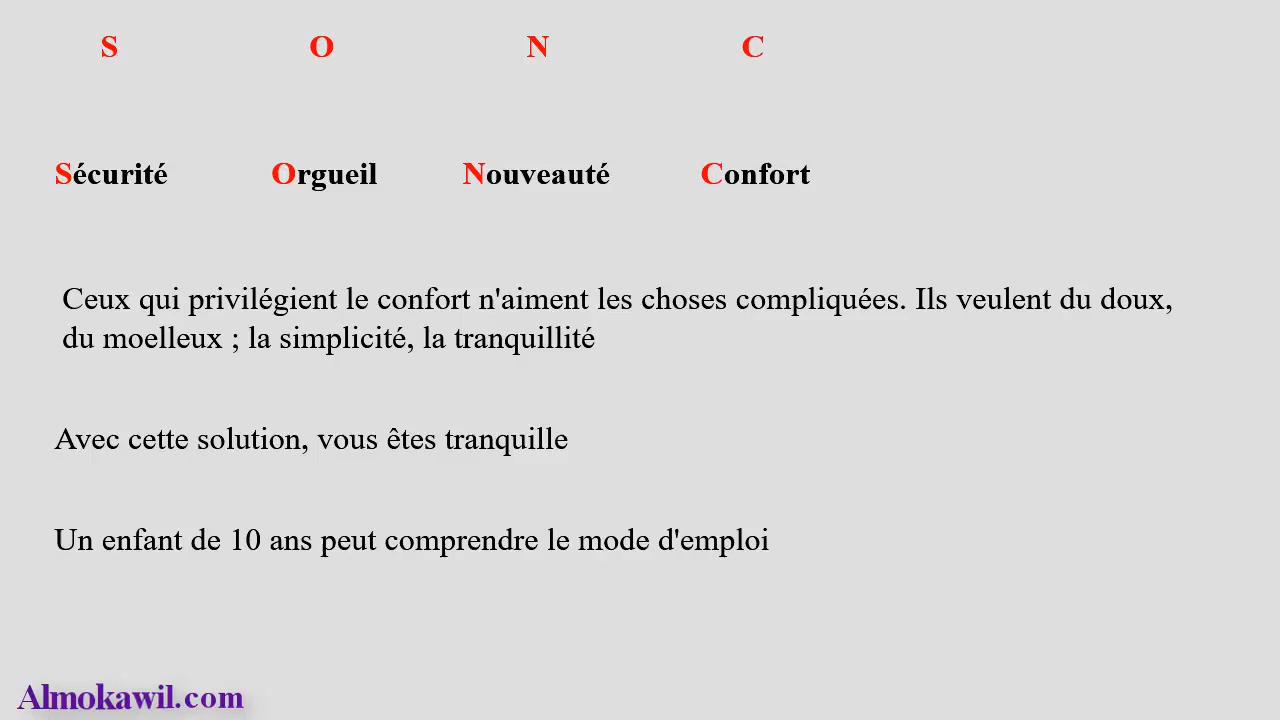 S O N C
Sécurité Orgueil Nouveauté Confort
Ceux qui privilégient le confort n'aiment les choses compliquées. Ils veulent du doux,
du moelleux ; la simplicité, la tranquillité
Avec cette solution, vous êtes tranquille
Un enfant de 10 ans peut comprendre le mode d'emploi
Almokawil.com